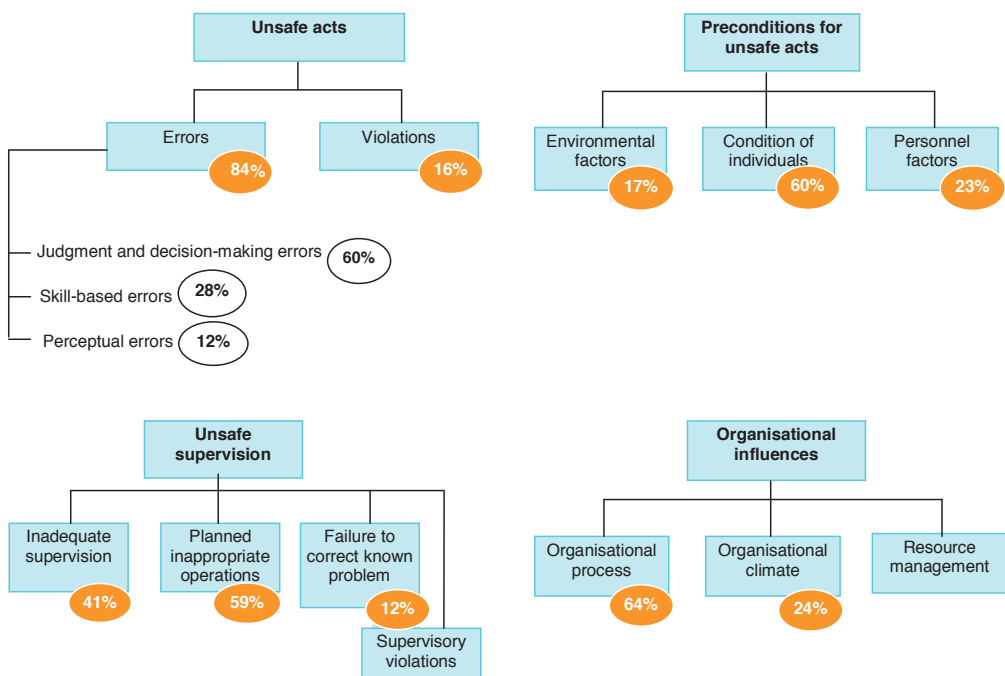 Unsafe acts
Errors
84%
Violations
16%
Judgment and decision-making errors
60%
Skill-based errors
28%
Perceptual errors
12%
Preconditions for
unsafe acts
Environmental
factors
17%
Condition of
individuals
60%
Personnel
factors
23%
Unsafe
supervision
Inadequate
supervision
41%
Planned
inappropriate
operations
59%
Failure to
correct known
problem
12%
Supervisory
violations
Organisational
influences
Organisational
process
64%
Organisational
climate
24%
Resource
management